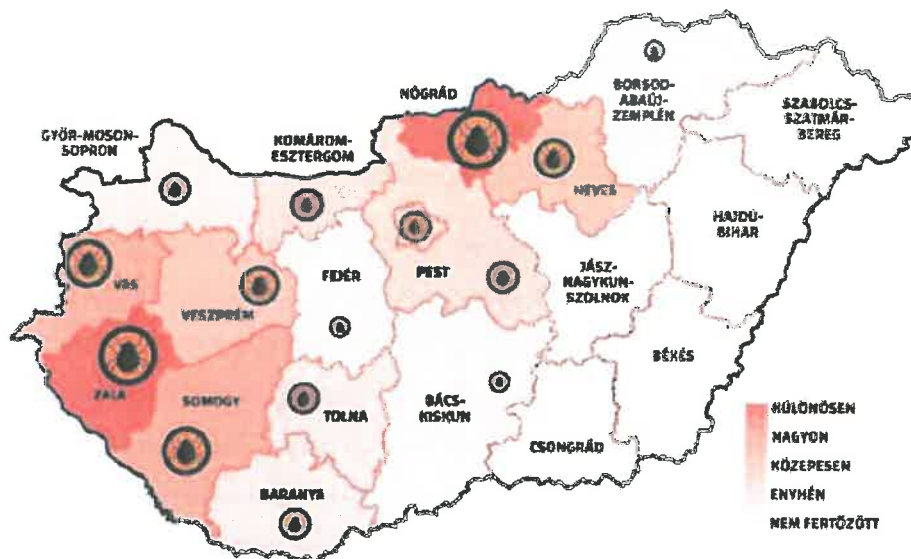 NÓGRÁD
BORSOD-
ABAÚJ-
ZEMPLÉN
SZABOLCS-
SZATMÁR-
BEREG
GYŐR-MOSON-
SOPRON
KOMÁROM-
ESZTERGOM
HEVES
HAJDÚ-
BIHAR
VAS
VESZPRÉM
FEJÉR
PEST
JÁSZ-
NAGYKUN-
SZOLNOK
ZALA
SOMOGY
TOLNA
BÁCS-
KISKUN
BÉKÉS
CSONGRÁD
BARANYA
KÜLÖNÖSEN
NAGYON
KÖZEPESEN
ENYHÉN
NEM FERTŐZÖTT